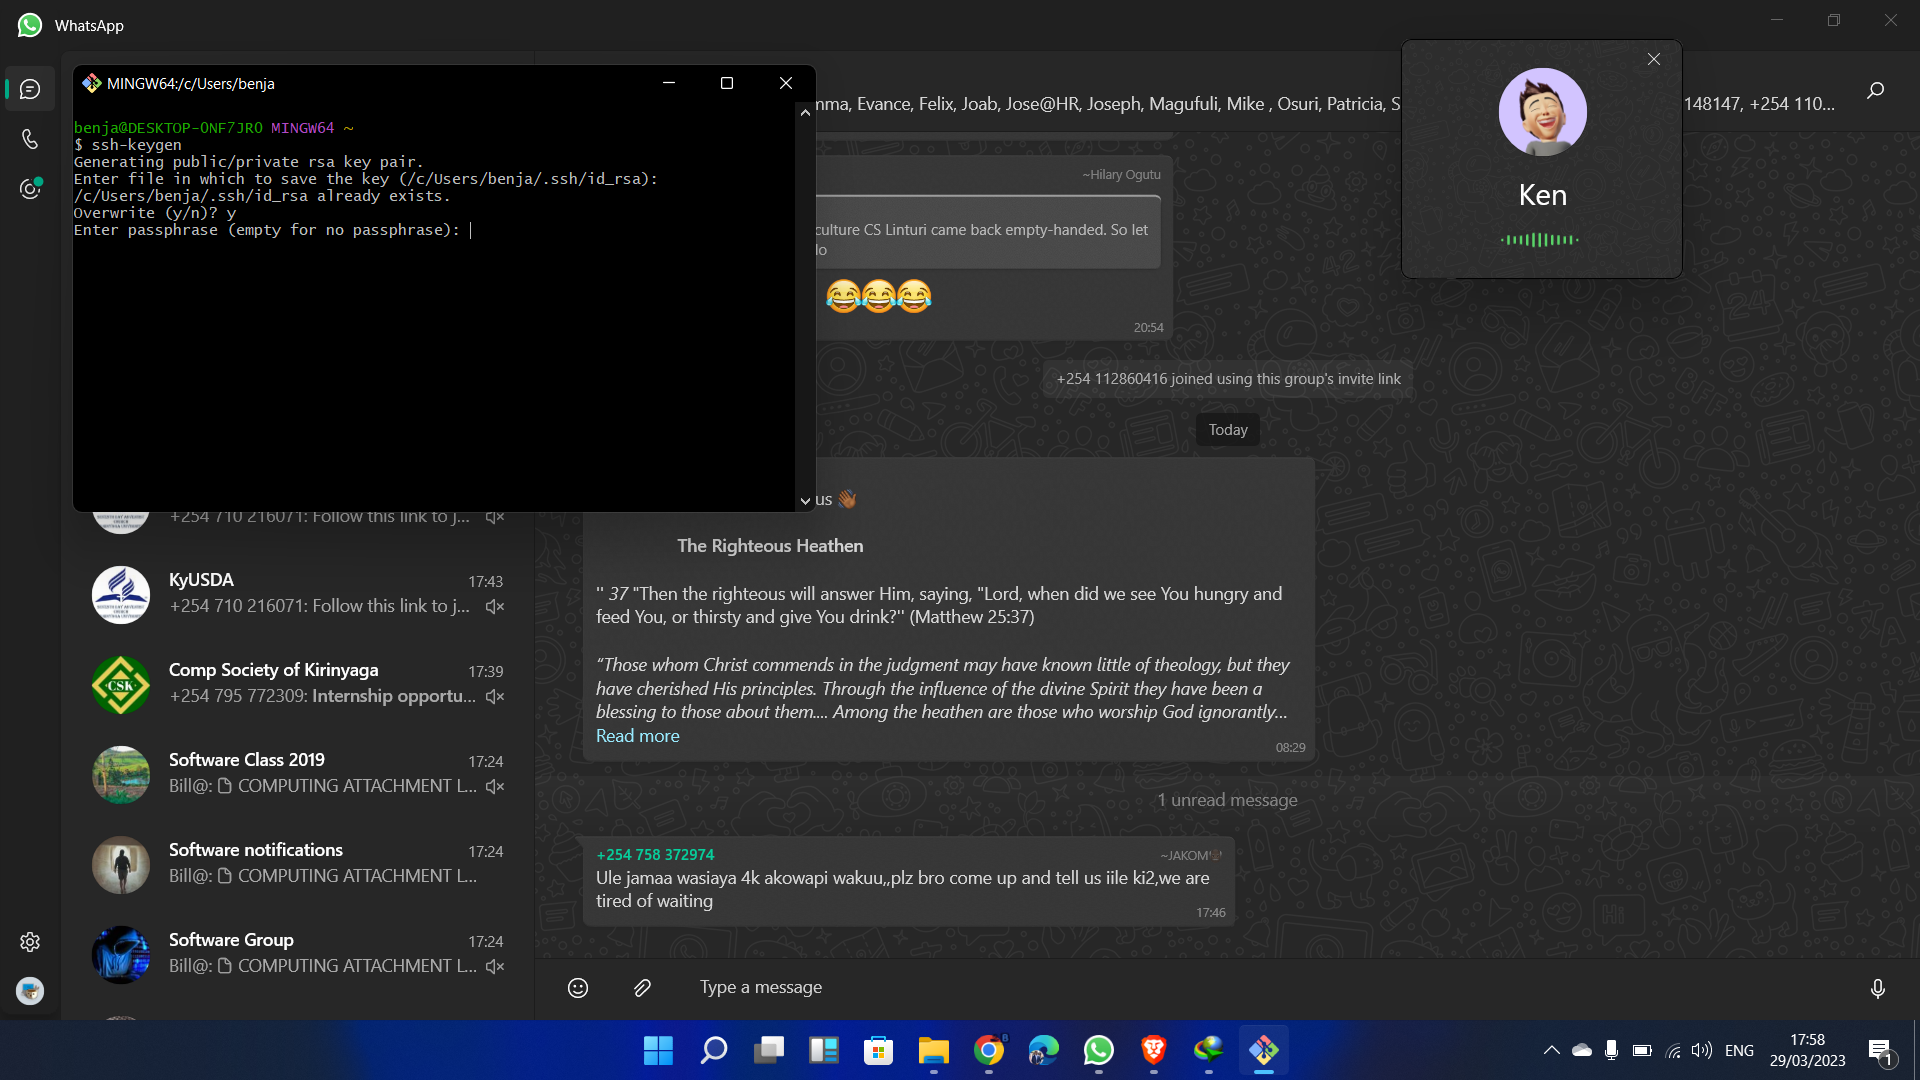 WhatsApp
MINGW64:/c/Users/benja
benja@DESKTOP-0NF7JRO MINGW64 ~
$ ssh-keygen
Generating public/private rsa key pair.
Enter file in which to save the key (/c/Users/benja/.ssh/id_rsa):
/c/Users/benja/.ssh/id_rsa already exists.
Overwrite (y/n)? y
Enter passphrase (empty for no passphrase):
mma, Evance, Felix, Joab, Jose@HR, Joseph, Magufuli, Mike , Osuri, Patricia, S
148147, +254 110...
Ken
~Hilary Ogutu
culture CS Linturi came back empty-handed. So let
lo
😂😂😂
20:54
+254 112860416 joined using this group's invite link
Today
us 👋🏾
The Righteous Heathen
'' 37 "Then the righteous will answer Him, saying, "Lord, when did we see You hungry and
feed You, or thirsty and give You drink?'' (Matthew 25:37)
“Those whom Christ commends in the judgment may have known little of theology, but they
have cherished His principles. Through the influence of the divine Spirit they have been a
blessing to those about them.... Among the heathen are those who worship God ignorantly...
Read more
08:29
1 unread message
+254 758 372974
~JAKOM
Ule jamaa wasiaya 4k akowapi wakuu,,plz bro come up and tell us iile ki2,we are
tired of waiting
17:46
Type a message
+254 710 216071: Follow this link to j...
KyUSDA
17:43
+254 710 216071: Follow this link to j...
CSK
Comp Society of Kirinyaga
17:39
+254 795 772309: Internship opportu...
Software Class 2019
17:24
Bill@: COMPUTING ATTACHMENT L...
Software notifications
17:24
Bill@: COMPUTING ATTACHMENT L...
Software Group
17:24
Bill@: COMPUTING ATTACHMENT L...
ENG
17:58
29/03/2023
1